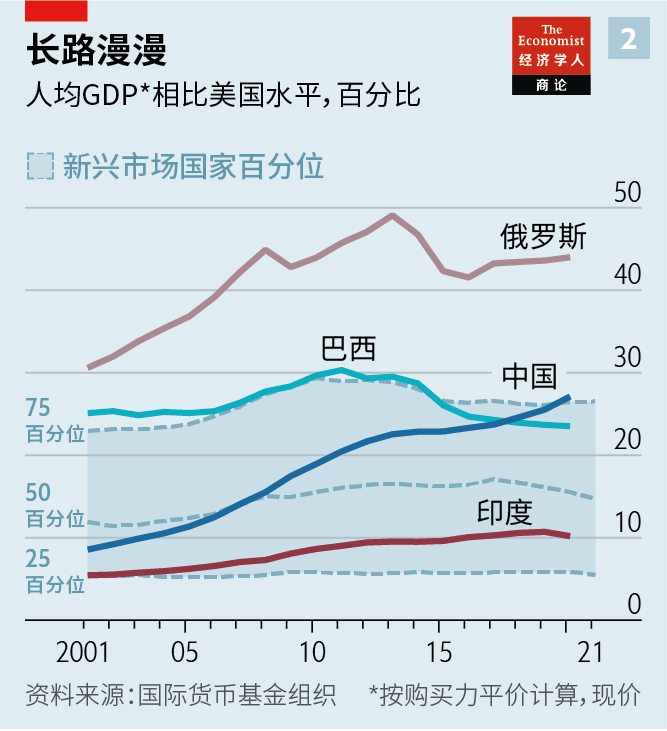 长路漫漫
The
Economist
经济学人
商论
2
人均GDP*相比美国水平，百分比
新兴市场国家百分位
50
俄罗斯
40
巴西
30
中国
75
百分位
20
50
百分位
印度
10
25
百分位
0
2001 05 10 15 21
资料来源：国际货币基金组织 *按购买力平价计算，现价